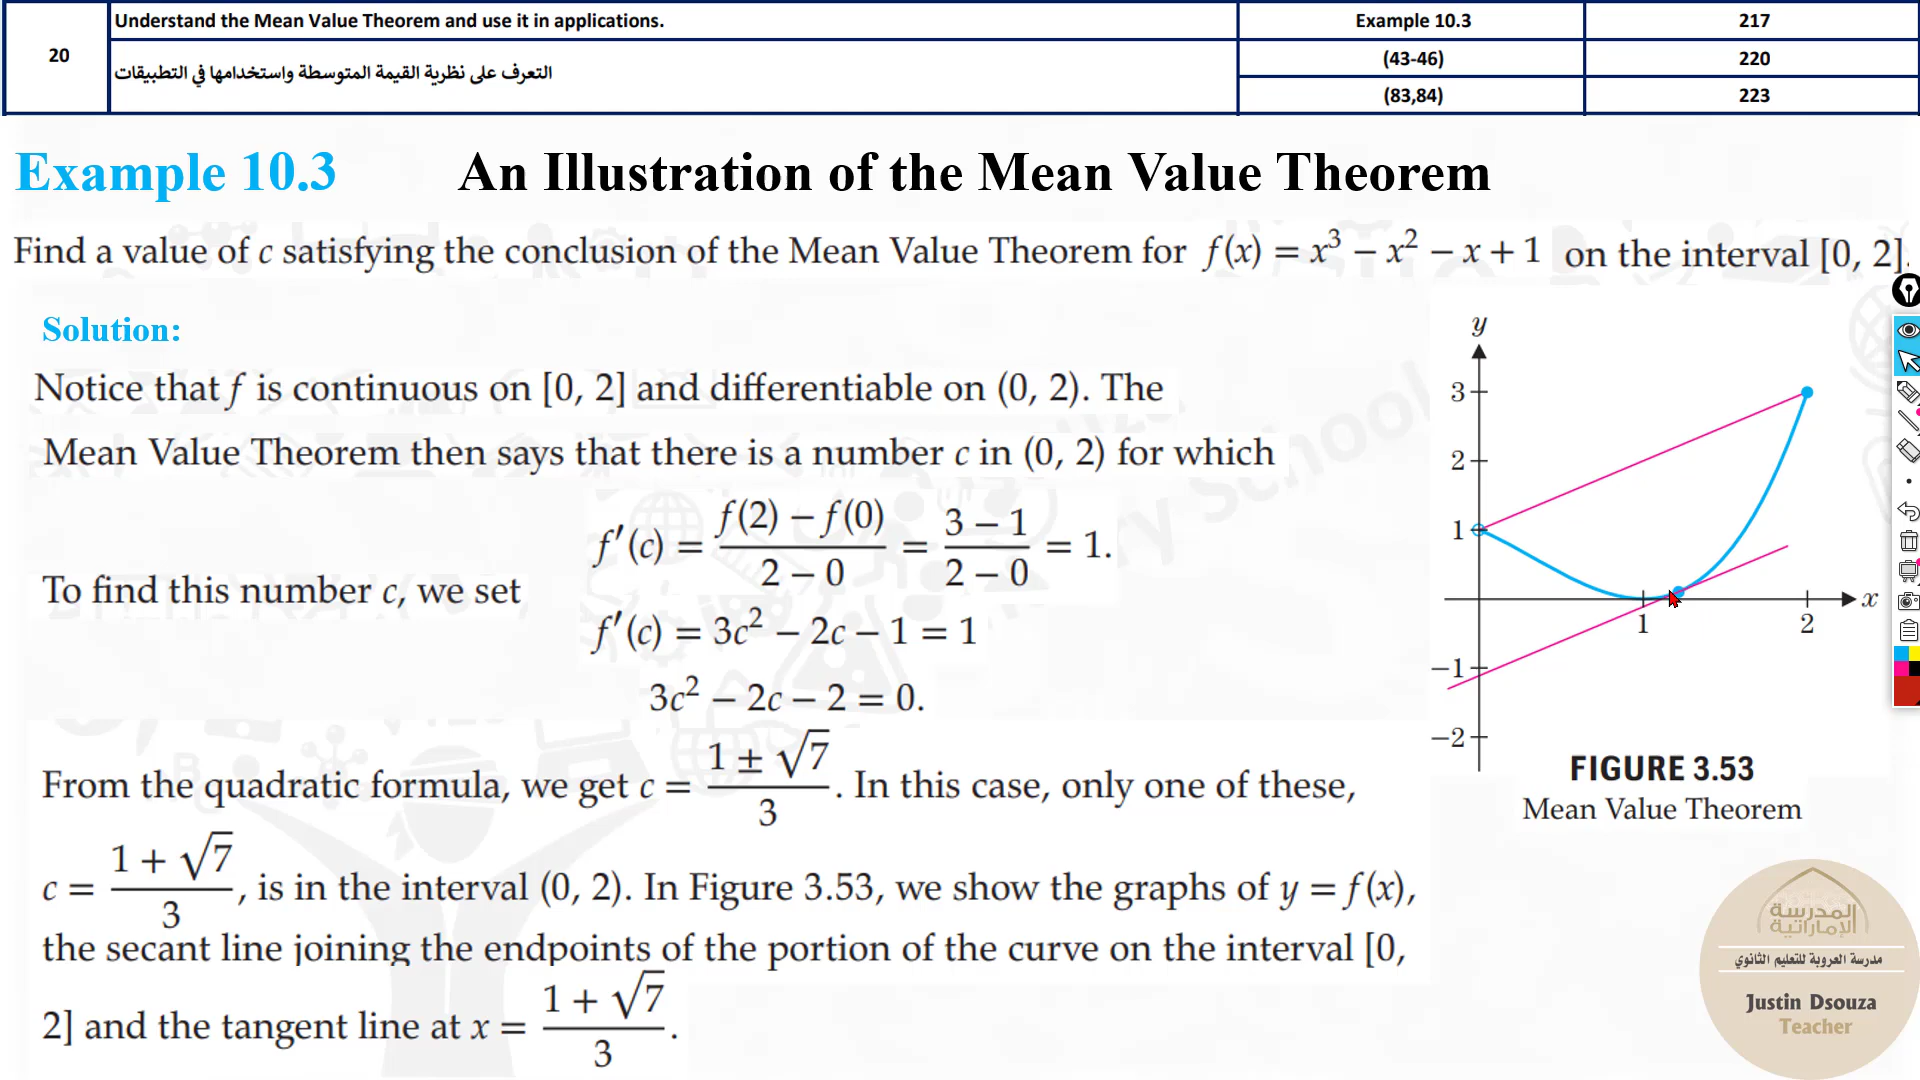 20
Understand the Mean Value Theorem and use it in applications.
Example 10.3
217
التعرف على نظرية القيمة المتوسطة واستخدامها في التطبيقات
(43-46)
220
(83,84)
223
Example 10.3 An Illustration of the Mean Value Theorem
Find a value of c satisfying the conclusion of the Mean Value Theorem for f(x) = x³ − x² − x + 1 on the interval [0, 2].
Solution:
Notice that f is continuous on [0, 2] and differentiable on (0, 2). The
Mean Value Theorem then says that there is a number c in (0, 2) for which
f′(c) = (f(2) − f(0))/(2 − 0) = (3 − 1)/(2 − 0) = 1.
To find this number c, we set
f′(c) = 3c² − 2c − 1 = 1
3c² − 2c − 2 = 0.
From the quadratic formula, we get c = (1 ± √7)/3. In this case, only one of these,
c = (1 + √7)/3, is in the interval (0, 2). In Figure 3.53, we show the graphs of y = f(x),
the secant line joining the endpoints of the portion of the curve on the interval [0,
2] and the tangent line at x = (1 + √7)/3.
y
3
2
1
x
1
2
−1
−2
FIGURE 3.53
Mean Value Theorem
المدرسة
الإماراتية
مدرسة العروبة للتعليم الثانوي
Justin Dsouza
Teacher